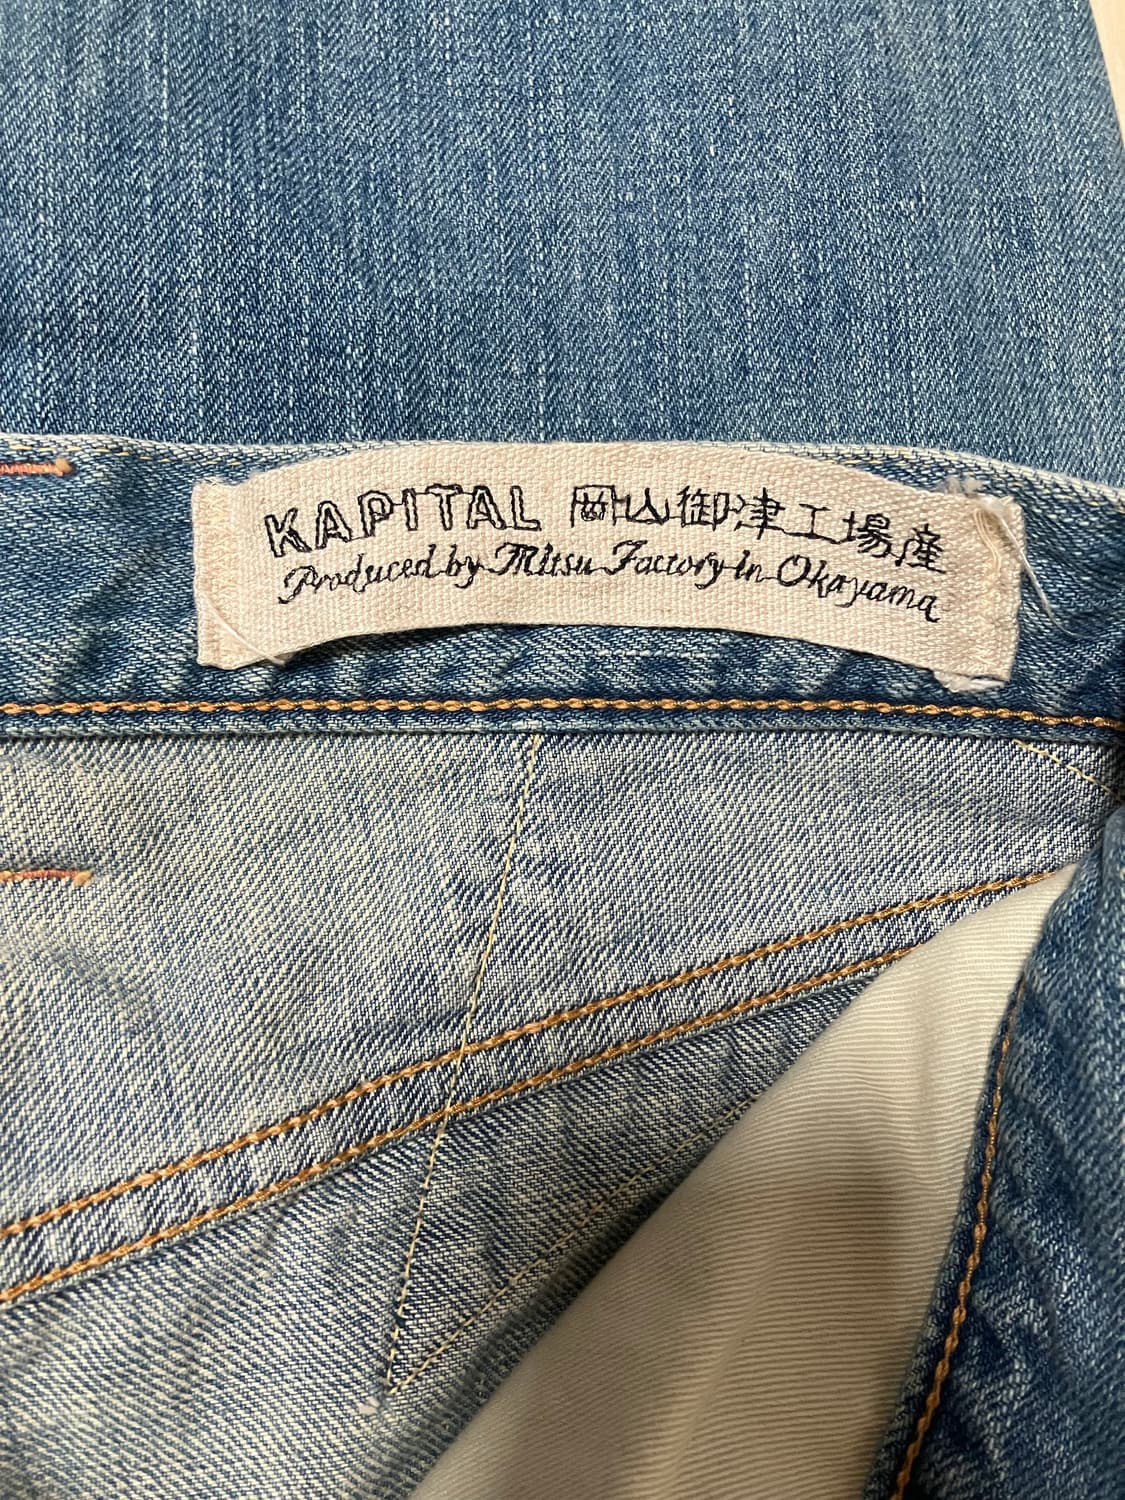 KAPITAL 岡山御津工場産
Produced by Mitsu Factory in Okayama